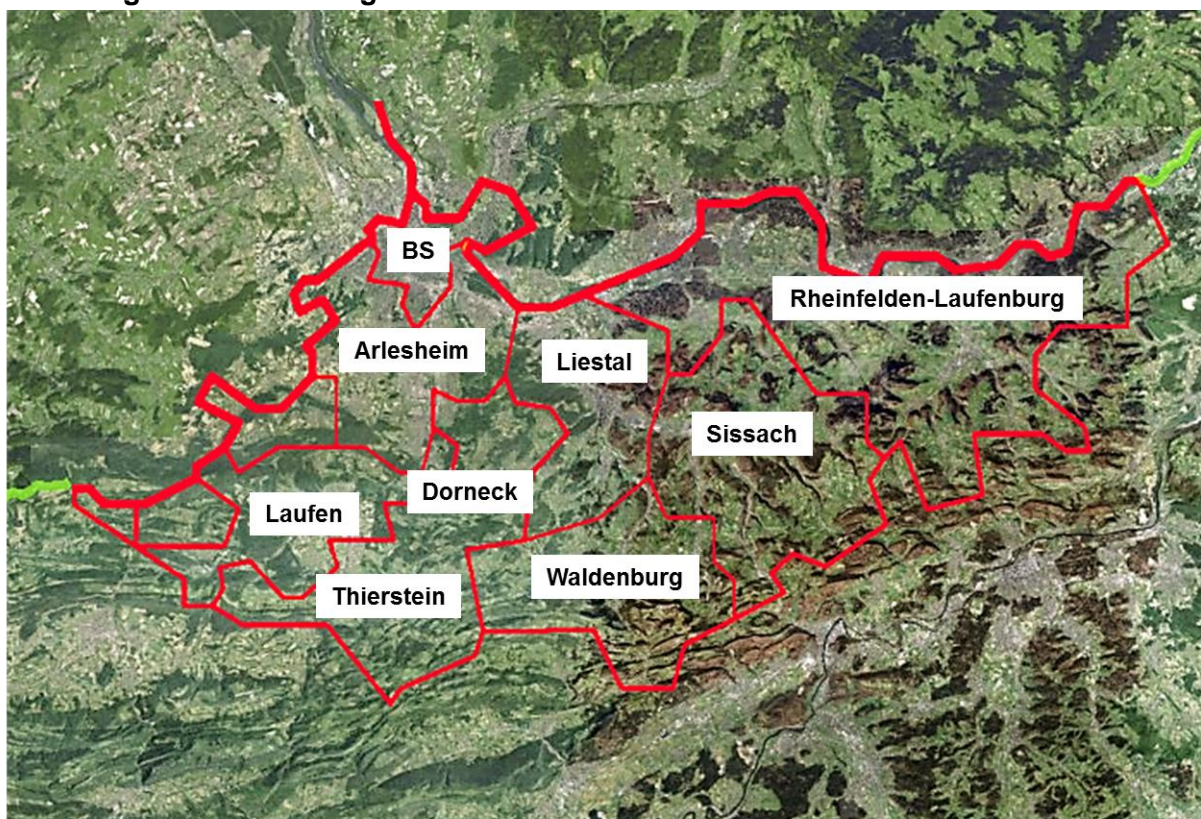 BS
Rheinfelden-Laufenburg
Arlesheim
Liestal
Sissach
Dorneck
Laufen
Waldenburg
Thierstein